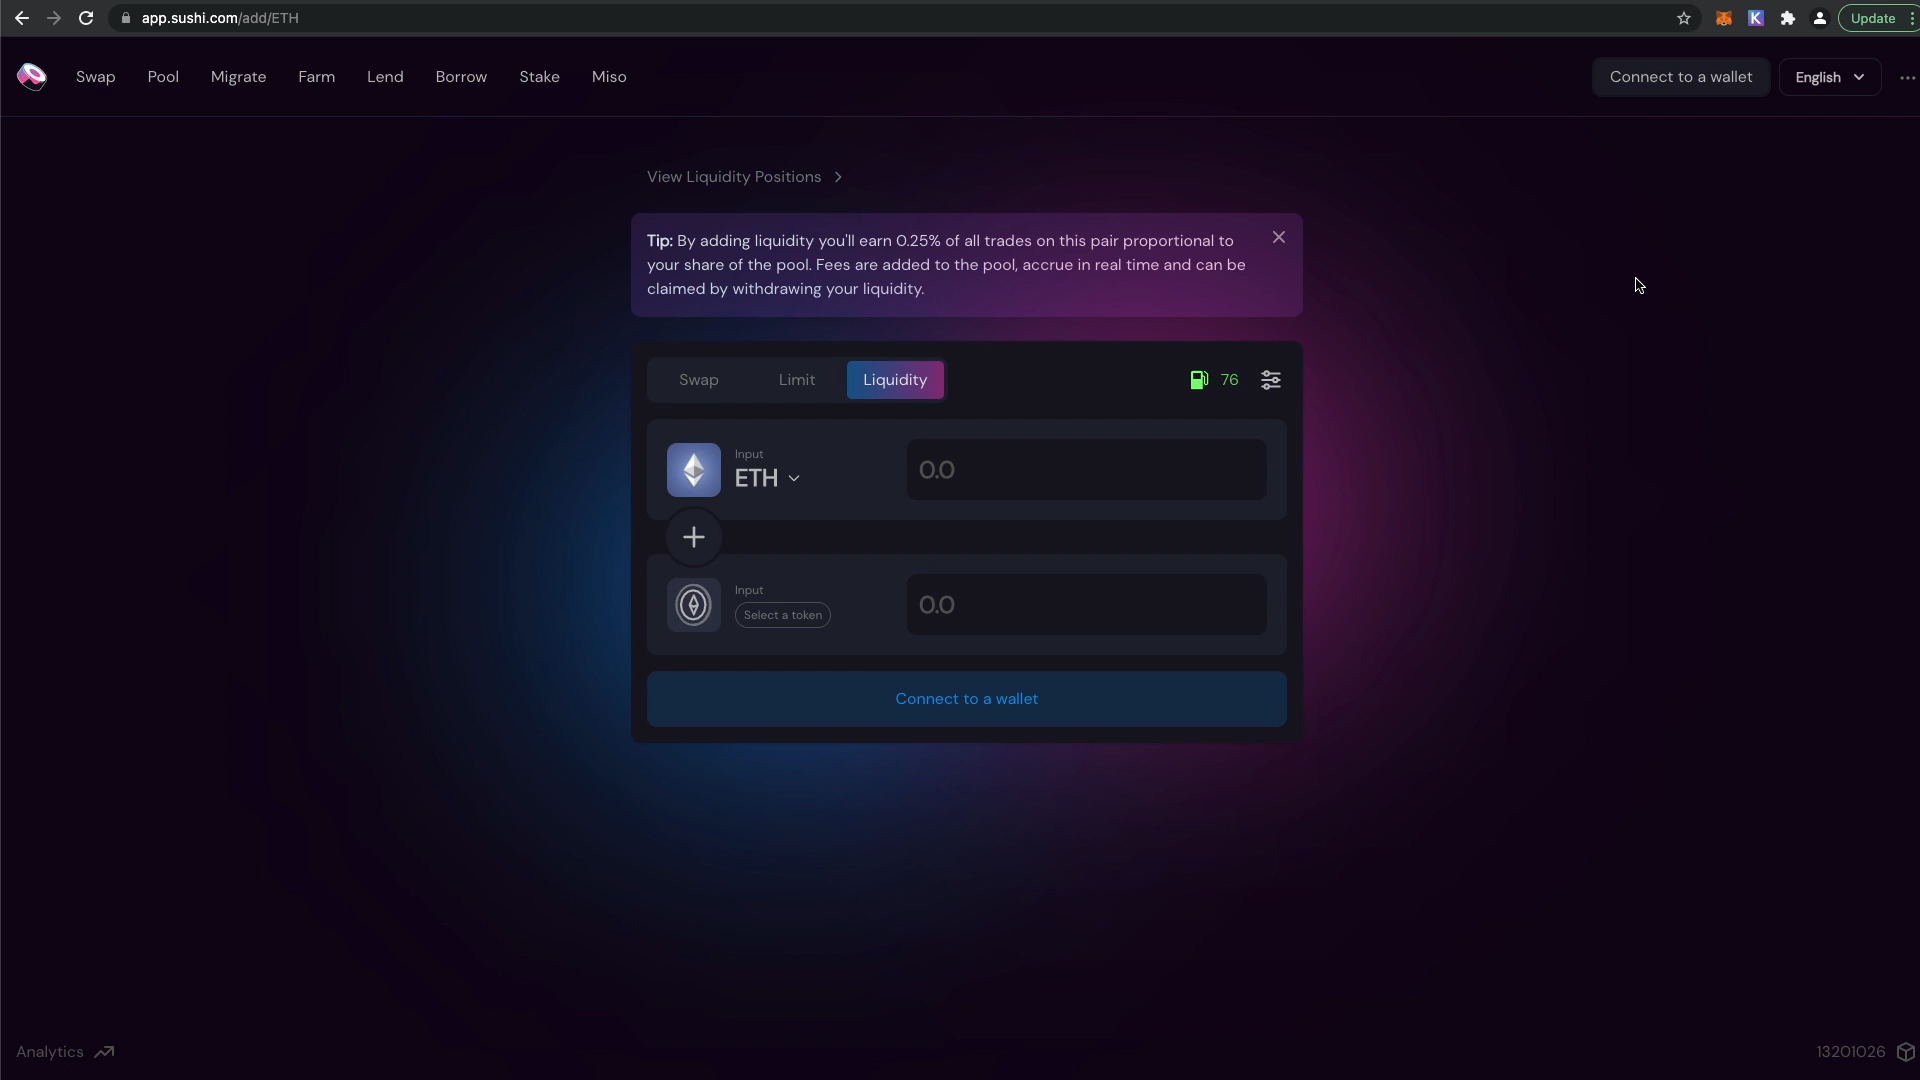 app.sushi.com/add/ETH
K
Update
Swap
Pool
Migrate
Farm
Lend
Borrow
Stake
Miso
Connect to a wallet
English
View Liquidity Positions
Tip: By adding liquidity you'll earn 0.25% of all trades on this pair proportional to
your share of the pool. Fees are added to the pool, accrue in real time and can be
claimed by withdrawing your liquidity.
Swap
Limit
Liquidity
76
Input
ETH
0.0
Input
Select a token
0.0
Connect to a wallet
Analytics
13201026